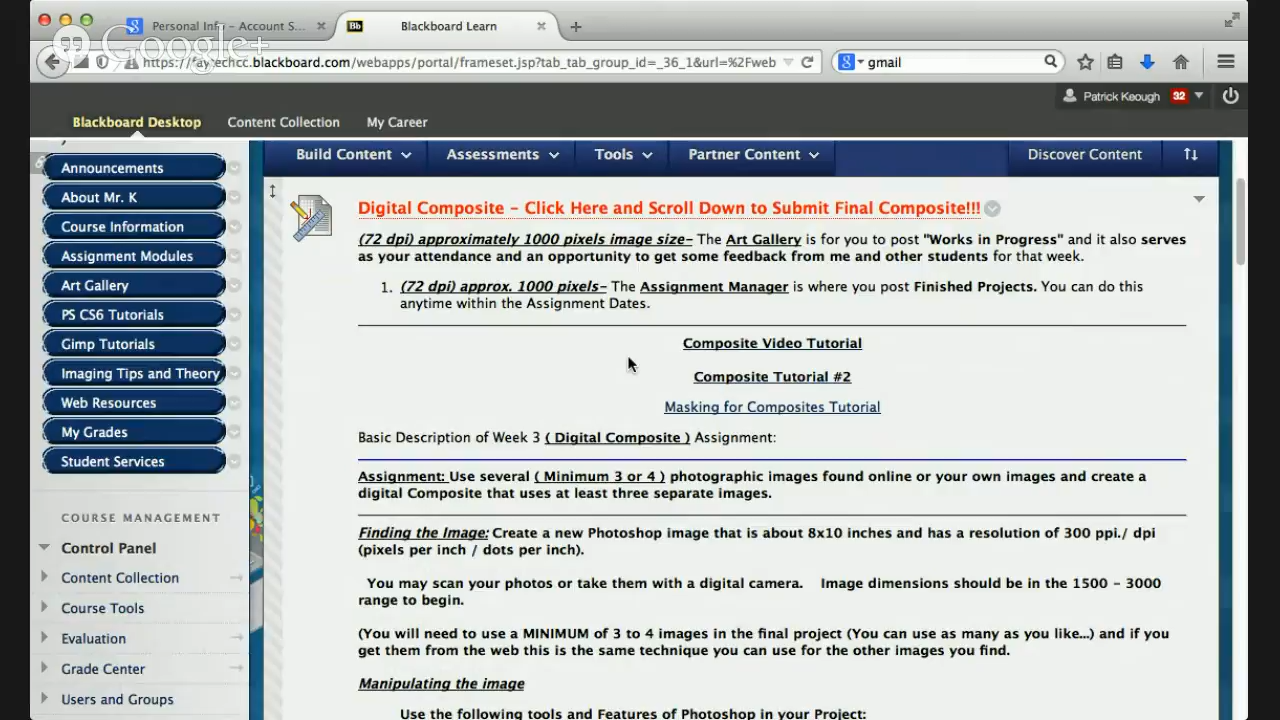 Personal Info - Account S...
Blackboard Learn
Google+
https://faytechcc.blackboard.com/webapps/portal/frameset.jsp?tab_tab_group_id=_36_1&url=%2Fweb
gmail
Patrick Keough 32
Blackboard Desktop
Content Collection
My Career
Build Content
Assessments
Tools
Partner Content
Discover Content
Announcements
About Mr. K
Course Information
Assignment Modules
Art Gallery
PS CS6 Tutorials
Gimp Tutorials
Imaging Tips and Theory
Web Resources
My Grades
Student Services
COURSE MANAGEMENT
Control Panel
Content Collection
Course Tools
Evaluation
Grade Center
Users and Groups
Digital Composite - Click Here and Scroll Down to Submit Final Composite!!!
(72 dpi) approximately 1000 pixels image size- The Art Gallery is for you to post "Works in Progress" and it also serves
as your attendance and an opportunity to get some feedback from me and other students for that week.
1. (72 dpi) approx. 1000 pixels- The Assignment Manager is where you post Finished Projects. You can do this
anytime within the Assignment Dates.
Composite Video Tutorial
Composite Tutorial #2
Masking for Composites Tutorial
Basic Description of Week 3 ( Digital Composite ) Assignment:
Assignment: Use several ( Minimum 3 or 4 ) photographic images found online or your own images and create a
digital Composite that uses at least three separate images.
Finding the Image: Create a new Photoshop image that is about 8x10 inches and has a resolution of 300 ppi./ dpi
(pixels per inch / dots per inch).
You may scan your photos or take them with a digital camera. Image dimensions should be in the 1500 - 3000
range to begin.
(You will need to use a MINIMUM of 3 to 4 images in the final project (You can use as many as you like...) and if you
get them from the web this is the same technique you can use for the other images you find.
Manipulating the image
Use the following tools and Features of Photoshop in your Project: